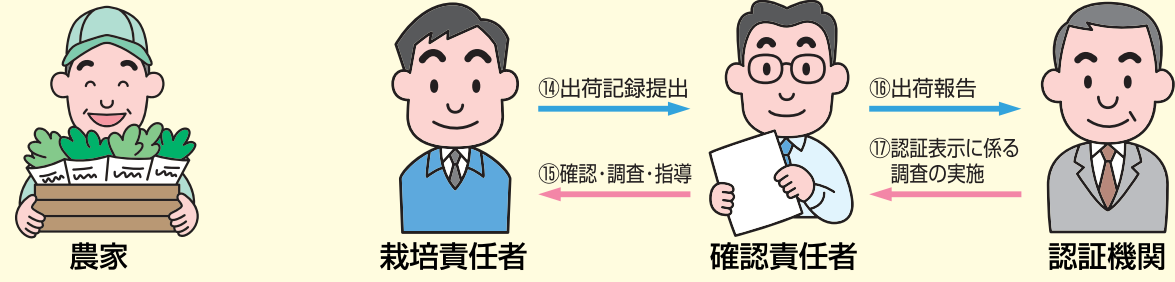 ⑭出荷記録提出
⑮確認・調査・指導
⑯出荷報告
⑰認証表示に係る
調査の実施
農家
栽培責任者
確認責任者
認証機関